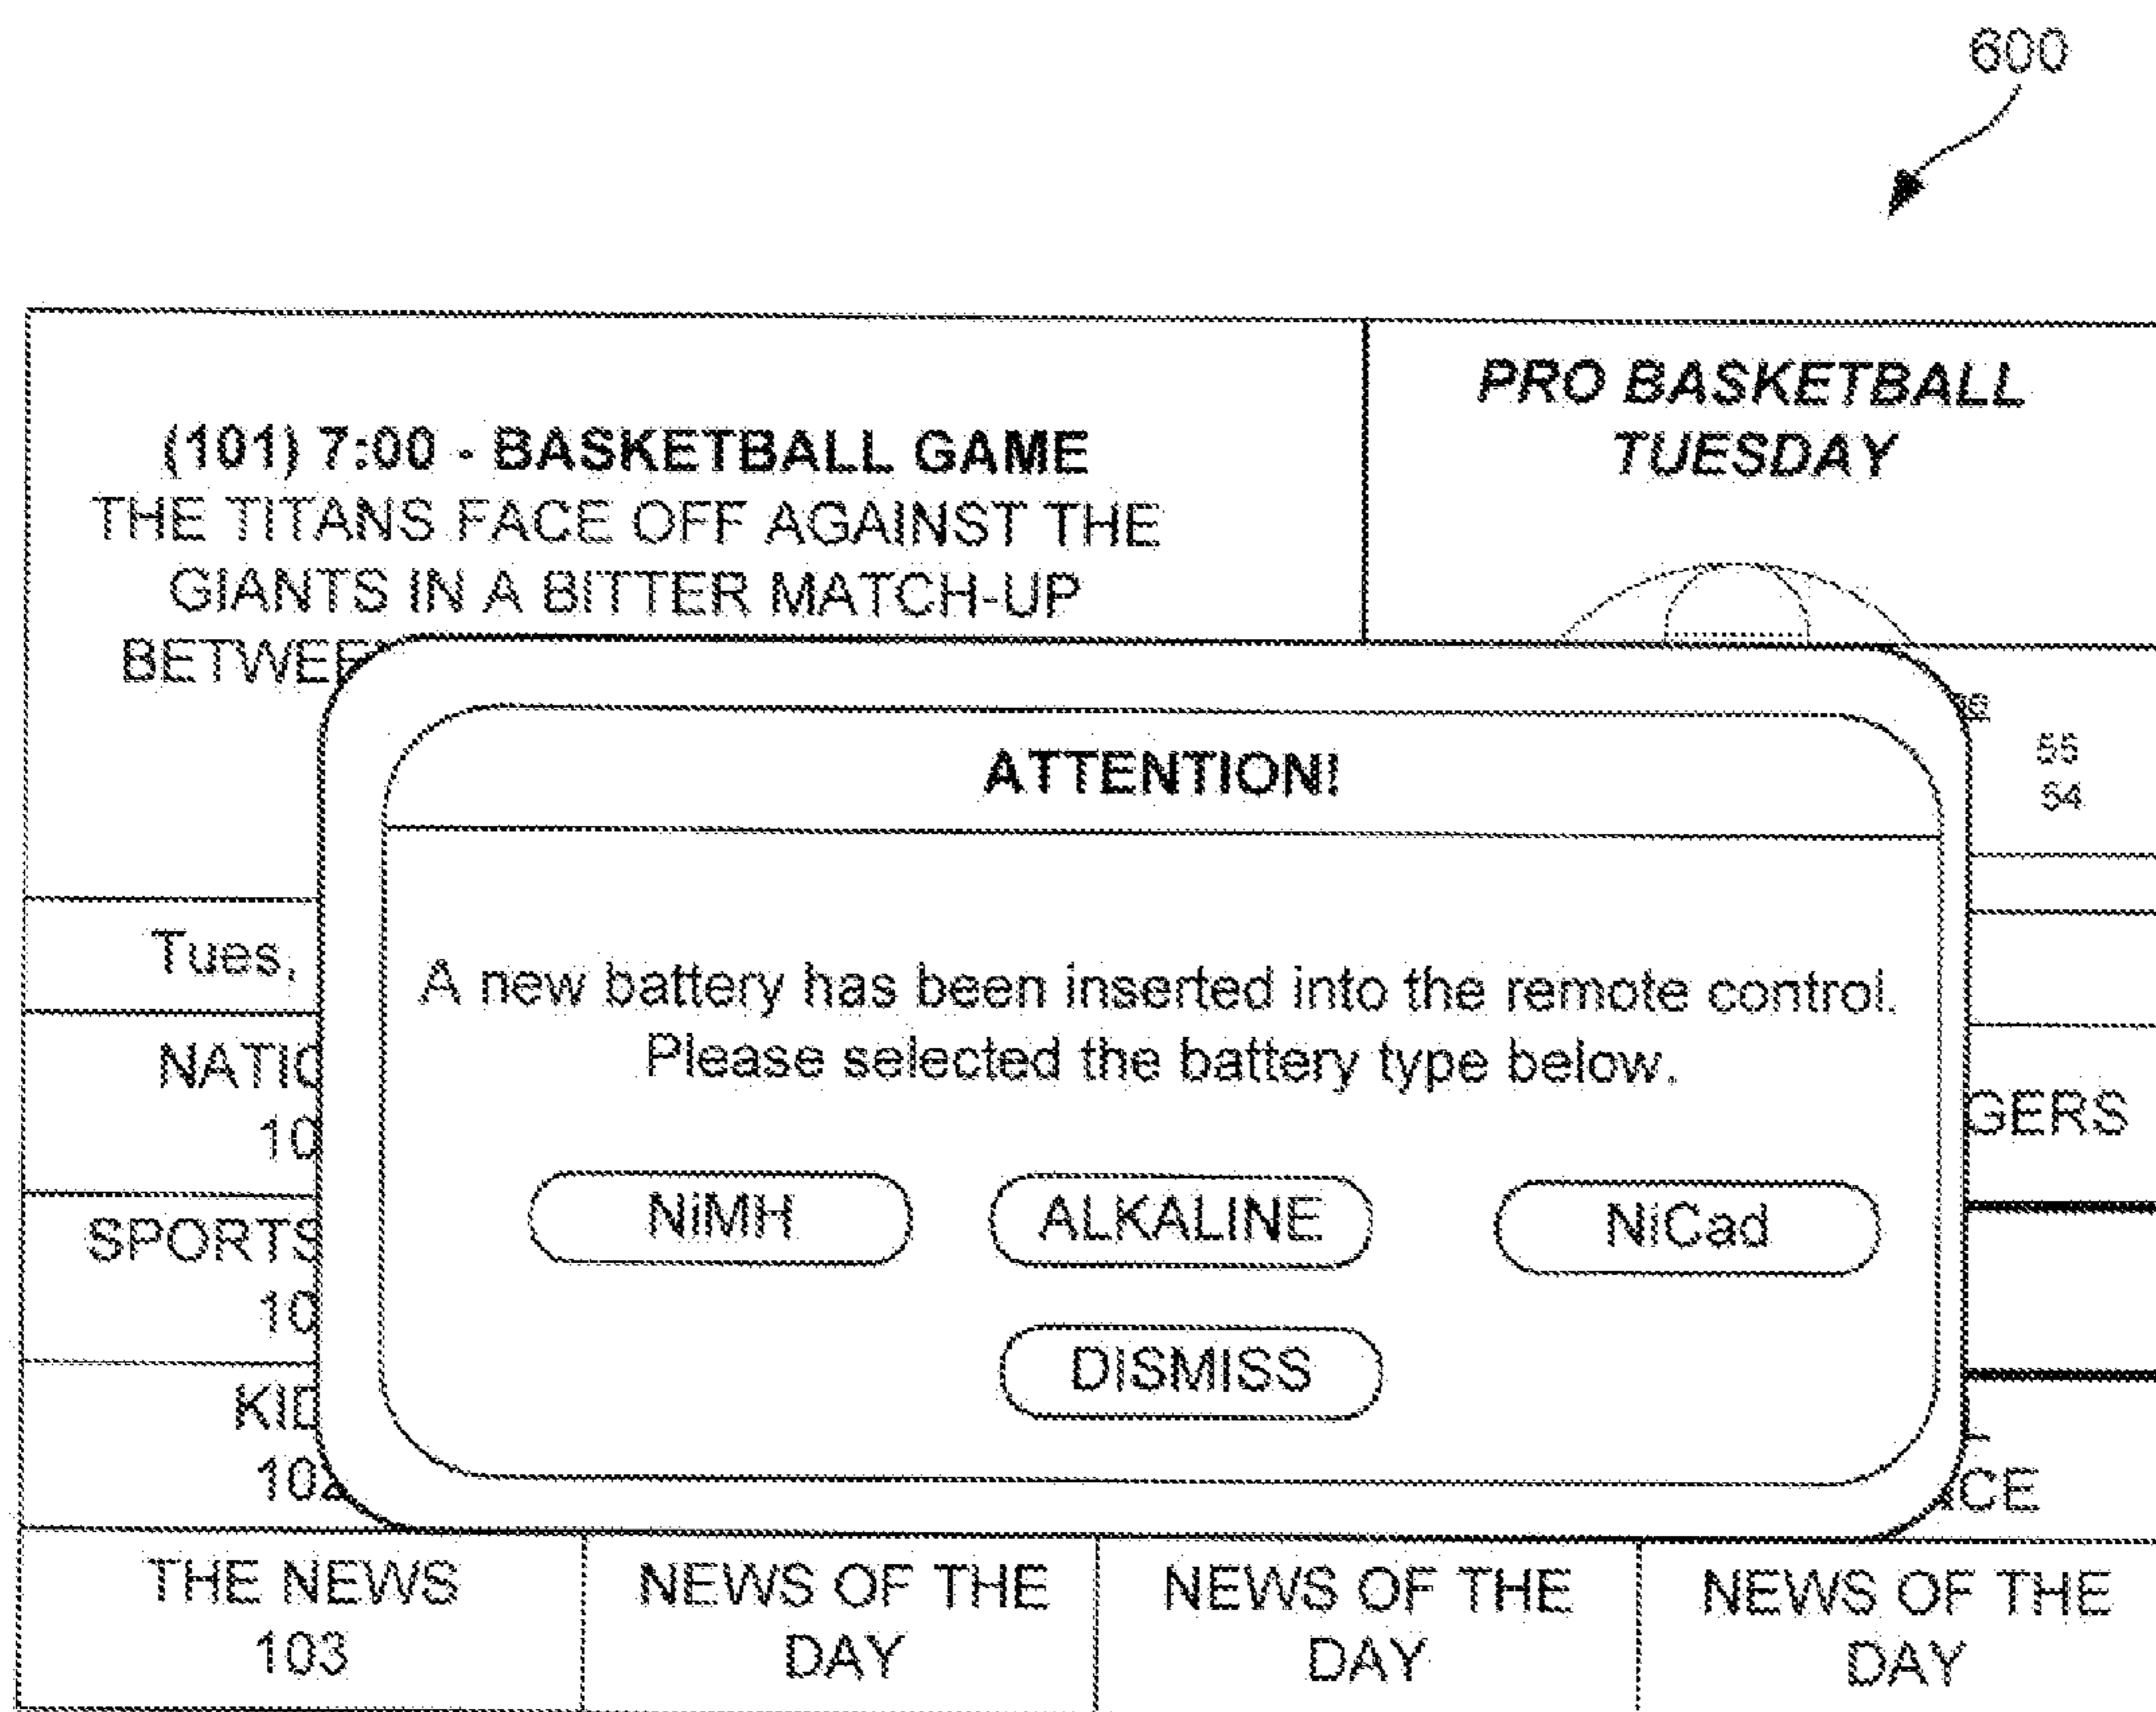 600
(101) 7:00 - BASKETBALL GAME
THE TITANS FACE OFF AGAINST THE
GIANTS IN A BITTER MATCH-UP
PRO BASKETBALL
TUESDAY
54
ATTENTION!
A new battery has been inserted into the remote control.
Please selected the battery type below.
NiMH
ALKALINE
NiCad
DISMISS
Tues,
GERS
THE NEWS
103
NEWS OF THE
DAY
NEWS OF THE
DAY
NEWS OF THE
DAY